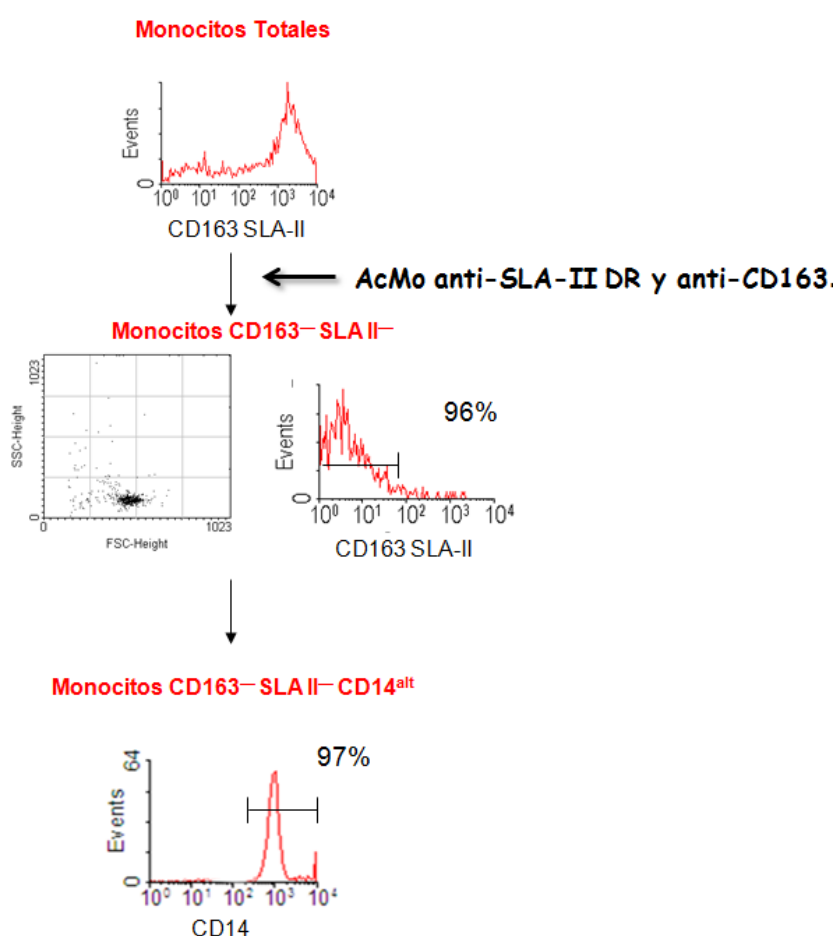 Monocitos Totales
Events
0
10⁰ 10¹ 10² 10³ 10⁴
CD163 SLA-II
AcMo anti-SLA-II DR y anti-CD163.
Monocitos CD163— SLA II—
SSC-Height
1023
0
0
1023
FSC-Height
96%
Events
0
10⁰ 10¹ 10² 10³ 10⁴
CD163 SLA-II
Monocitos CD163— SLA II— CD14ᵃˡᵗ
97%
64
Events
0
10⁰ 10¹ 10² 10³ 10⁴
CD14